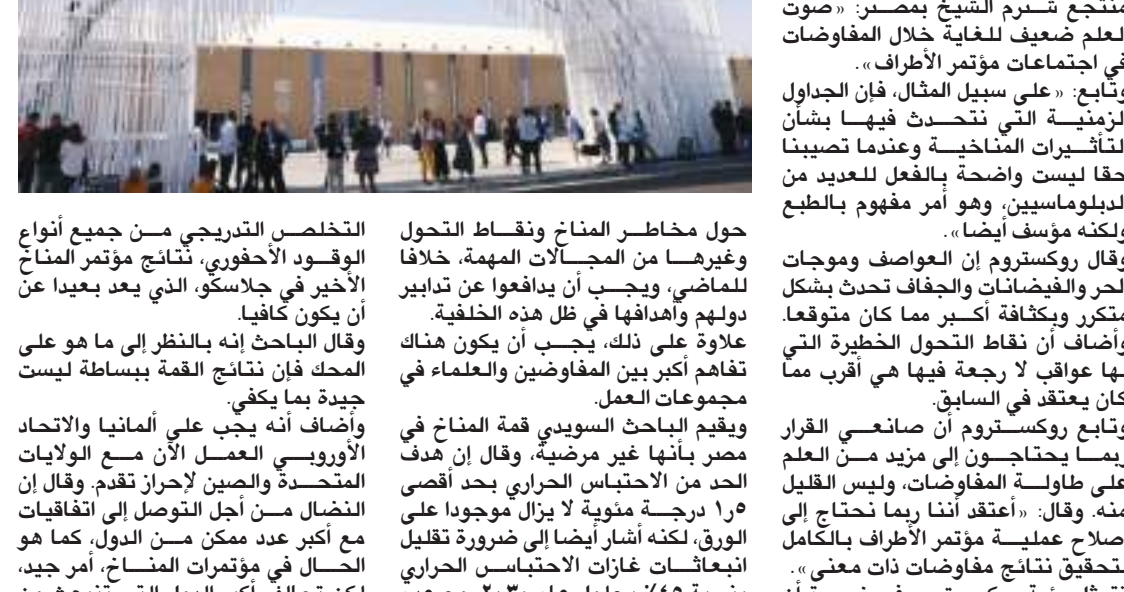 منتجع شرم الشيخ بمصر: «صوت
لعلم ضعيف للغاية خلال المفاوضات
في اجتماعات مؤتمر الأطراف».
وتابع: «على سبيل المثال، فإن الجداول
لزمنية التي نتحدث فيها بشأن
لتأثيرات المناخية وعندما تصيبنا
حقا ليست واضحة بالفعل للعديد من
لدبلوماسيين، وهو أمر مفهوم بالطبع
ولكنه مؤسف أيضا».
وقال روكستروم إن العواصف وموجات
لحر والفيضانات والجفاف تحدث بشكل
متكرر وبكثافة أكبر مما كان متوقعا.
وأضاف أن نقاط التحول الخطيرة التي
لها عواقب لا رجعة فيها هي أقرب مما
كان يعتقد في السابق.
وتابع روكستروم أن صانعي القرار
ربما يحتاجون إلى مزيد من العلم
على طاولة المفاوضات، وليس القليل
منه. وقال: «أعتقد أننا ربما نحتاج إلى
صلاح عملية مؤتمر الأطراف بالكامل
لتحقيق نتائج مفاوضات ذات معنى».
حول مخاطر المناخ ونقاط التحول
وغيرها من المجالات المهمة، خلافا
للماضي، ويجب أن يدافعوا عن تدابير
دولهم وأهدافها في ظل هذه الخلفية.
علاوة على ذلك، يجب أن يكون هناك
تفاهم أكبر بين المفاوضين والعلماء في
مجموعات العمل.
ويقيم الباحث السويدي قمة المناخ في
مصر بأنها غير مرضية، وقال إن هدف
الحد من الاحتباس الحراري بحد أقصى
١٫٥ درجة مئوية لا يزال موجودا على
الورق، لكنه أشار أيضا إلى ضرورة تقليل
انبعاثات غازات الاحتباس الحراري
التخلص التدريجي من جميع أنواع
الوقود الأحفوري، نتائج مؤتمر المناخ
الأخير في جلاسكو، الذي يعد بعيدا عن
أن يكون كافيا.
وقال الباحث إنه بالنظر إلى ما هو على
المحك فإن نتائج القمة ببساطة ليست
جيدة بما يكفي.
وأضاف أنه يجب على ألمانيا والاتحاد
الأوروبي العمل الآن مع الولايات
المتحدة والصين لإحراز تقدم. وقال إن
النضال من أجل التوصل إلى اتفاقيات
مع أكبر عدد ممكن من الدول، كما هو
الحال في مؤتمرات المناخ، أمر جيد،